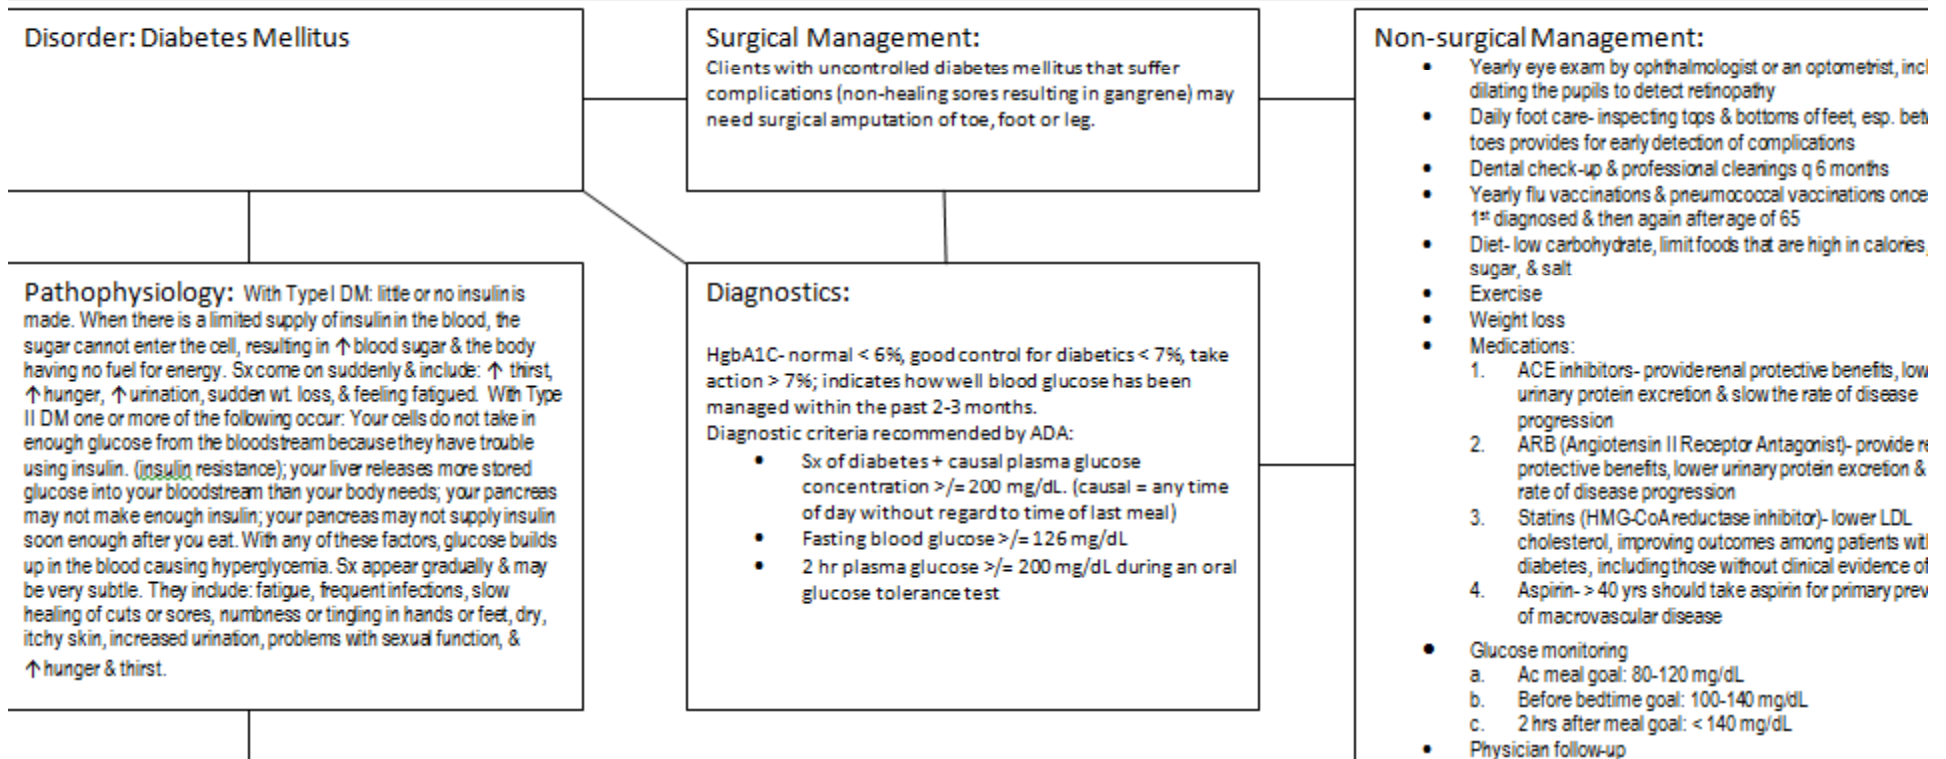 Disorder: Diabetes Mellitus
Surgical Management:
Clients with uncontrolled diabetes mellitus that suffer
complications (non-healing sores resulting in gangrene) may
need surgical amputation of toe, foot or leg.
Pathophysiology: With Type I DM: little or no insulin is
made. When there is a limited supply of insulin in the blood, the
sugar cannot enter the cell, resulting in ↑ blood sugar & the body
having no fuel for energy. Sx come on suddenly & include: ↑ thirst,
↑ hunger, ↑ urination, sudden wt. loss, & feeling fatigued. With Type
II DM one or more of the following occur: Your cells do not take in
enough glucose from the bloodstream because they have trouble
using insulin. (insulin resistance); your liver releases more stored
glucose into your bloodstream than your body needs; your pancreas
may not make enough insulin; your pancreas may not supply insulin
soon enough after you eat. With any of these factors, glucose builds
up in the blood causing hyperglycemia. Sx appear gradually & may
be very subtle. They include: fatigue, frequent infections, slow
healing of cuts or sores, numbness or tingling in hands or feet, dry,
itchy skin, increased urination, problems with sexual function, &
↑ hunger & thirst.
Diagnostics:
HgbA1C- normal < 6%, good control for diabetics < 7%, take
action > 7%; indicates how well blood glucose has been
managed within the past 2-3 months.
Diagnostic criteria recommended by ADA:
• Sx of diabetes + causal plasma glucose
concentration >/= 200 mg/dL. (causal = any time
of day without regard to time of last meal)
• Fasting blood glucose >/= 126 mg/dL
• 2 hr plasma glucose >/= 200 mg/dL during an oral
glucose tolerance test
Non-surgical Management:
• Yearly eye exam by ophthalmologist or an optometrist,
dilating the pupils to detect retinopathy
• Daily foot care- inspecting tops & bottoms of feet, esp.
toes provides for early detection of complications
• Dental check-up & professional cleanings q 6 months
• Yearly flu vaccinations & pneumococcal vaccinations once
1st diagnosed & then again after age of 65
• Diet- low carbohydrate, limit foods that are high in calories,
sugar, & salt
• Exercise
• Weight loss
• Medications:
1. ACE inhibitors- provide renal protective benefits,
urinary protein excretion & slow the rate of disease
progression
2. ARB (Angiotensin II Receptor Antagonist)- provide
protective benefits, lower urinary protein excretion &
rate of disease progression
3. Statins (HMG-CoA reductase inhibitor)- lower LDL
cholesterol, improving outcomes among patients
diabetes, including those without clinical evidence of
4. Aspirin- > 40 yrs should take aspirin for primary
of macrovascular disease
• Glucose monitoring
a. Ac meal goal: 80-120 mg/dL
b. Before bedtime goal: 100-140 mg/dL
c. 2 hrs after meal goal: < 140 mg/dL
• Physician follow-up